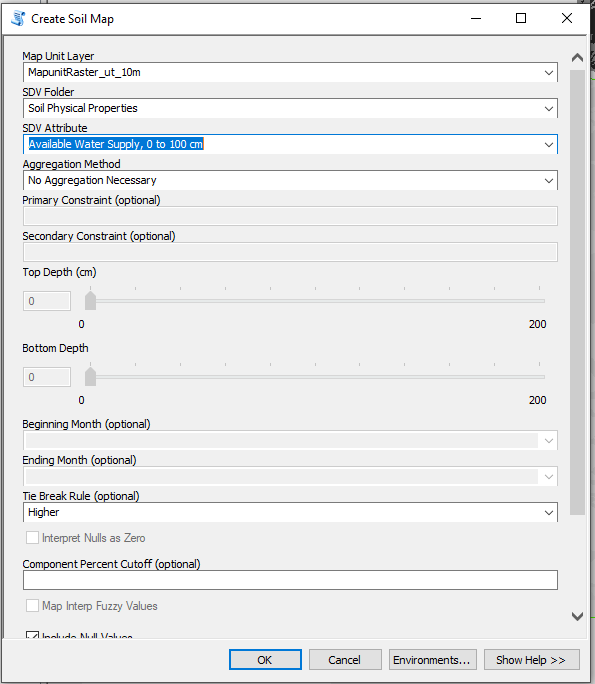 Create Soil Map
Map Unit Layer
MapunitRaster_ut_10m
SDV Folder
Soil Physical Properties
SDV Attribute
Available Water Supply, 0 to 100 cm
Aggregation Method
No Aggregation Necessary
Primary Constraint (optional)
Secondary Constraint (optional)
Top Depth (cm)
0
0 200
Bottom Depth
0
0 200
Beginning Month (optional)
Ending Month (optional)
Tie Break Rule (optional)
Higher
Interpret Nulls as Zero
Component Percent Cutoff (optional)
Map Interp Fuzzy Values
Include Null Values
OK Cancel Environments... Show Help >>